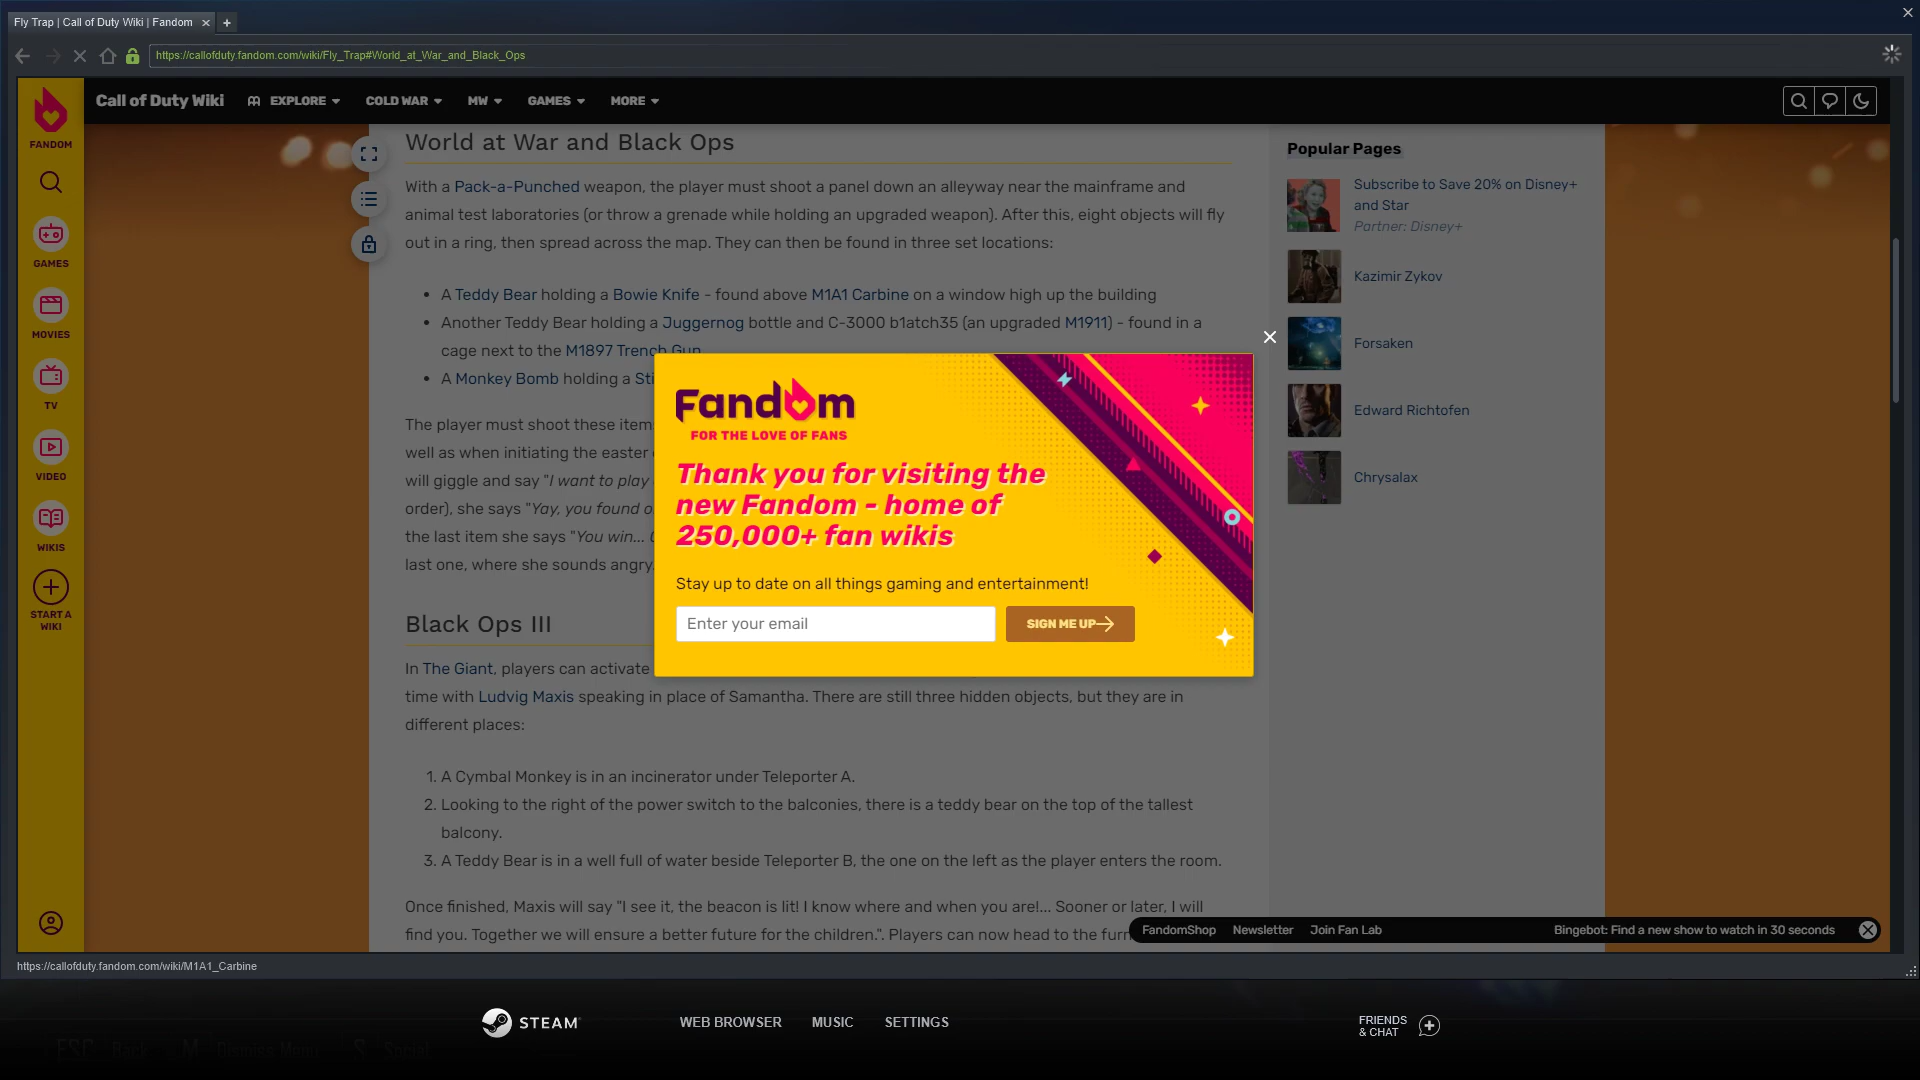 Fly Trap | Call of Duty Wiki | Fandom
https://callofduty.fandom.com/wiki/Fly_Trap#World_at_War_and_Black_Ops
FANDOM
GAMES
MOVIES
TV
VIDEO
WIKIS
START A
WIKI
Call of Duty Wiki
EXPLORE
COLD WAR
MW
GAMES
MORE
World at War and Black Ops
With a Pack-a-Punched weapon, the player must shoot a panel down an alleyway near the mainframe and
animal test laboratories (or throw a grenade while holding an upgraded weapon). After this, eight objects will fly
out in a ring, then spread across the map. They can then be found in three set locations:
• A Teddy Bear holding a Bowie Knife - found above M1A1 Carbine on a window high up the building
• Another Teddy Bear holding a Juggernog bottle and C-3000 b1atch35 (an upgraded M1911) - found in a
cage next to the M1897 Trench Gun
• A Monkey Bomb holding a Sti
The player must shoot these item
well as when initiating the easter
will giggle and say "I want to play
order), she says "Yay, you found o
the last item she says "You win...
last one, where she sounds angry.
Black Ops III
In The Giant, players can activate
time with Ludvig Maxis speaking in place of Samantha. There are still three hidden objects, but they are in
different places:
1. A Cymbal Monkey is in an incinerator under Teleporter A.
2. Looking to the right of the power switch to the balconies, there is a teddy bear on the top of the tallest
balcony.
3. A Teddy Bear is in a well full of water beside Teleporter B, the one on the left as the player enters the room.
Once finished, Maxis will say "I see it, the beacon is lit! I know where and when you are!... Sooner or later, I will
find you. Together we will ensure a better future for the children.". Players can now head to the furn
Popular Pages
Subscribe to Save 20% on Disney+
and Star
Partner: Disney+
Kazimir Zykov
Forsaken
Edward Richtofen
Chrysalax
Fandom
FOR THE LOVE OF FANS
Thank you for visiting the
new Fandom - home of
250,000+ fan wikis
Stay up to date on all things gaming and entertainment!
Enter your email
SIGN ME UP
FandomShop
Newsletter
Join Fan Lab
Bingebot: Find a new show to watch in 30 seconds
https://callofduty.fandom.com/wiki/M1A1_Carbine
STEAM
WEB BROWSER
MUSIC
SETTINGS
FRIENDS
& CHAT
ESC Back M Dismiss Menu S Social